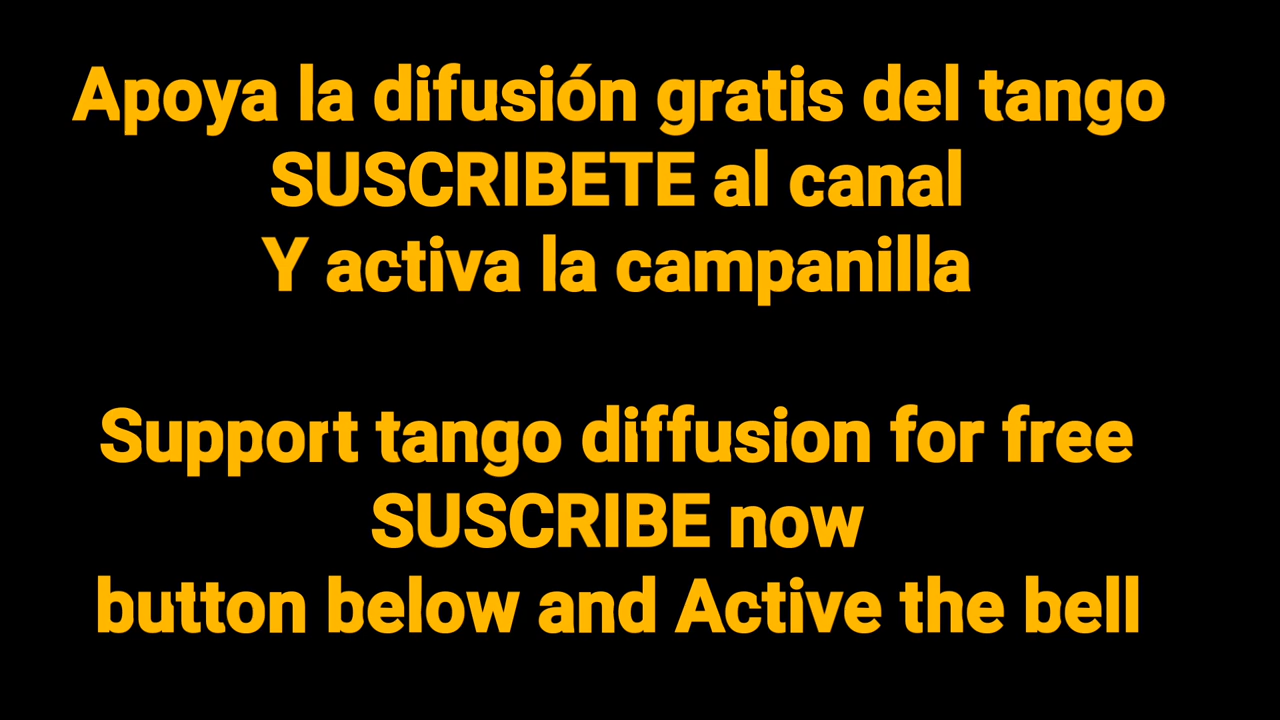 Apoya la difusión gratis del tango
SUSCRIBETE al canal
Y activa la campanilla
Support tango diffusion for free
SUSCRIBE now
button below and Active the bell